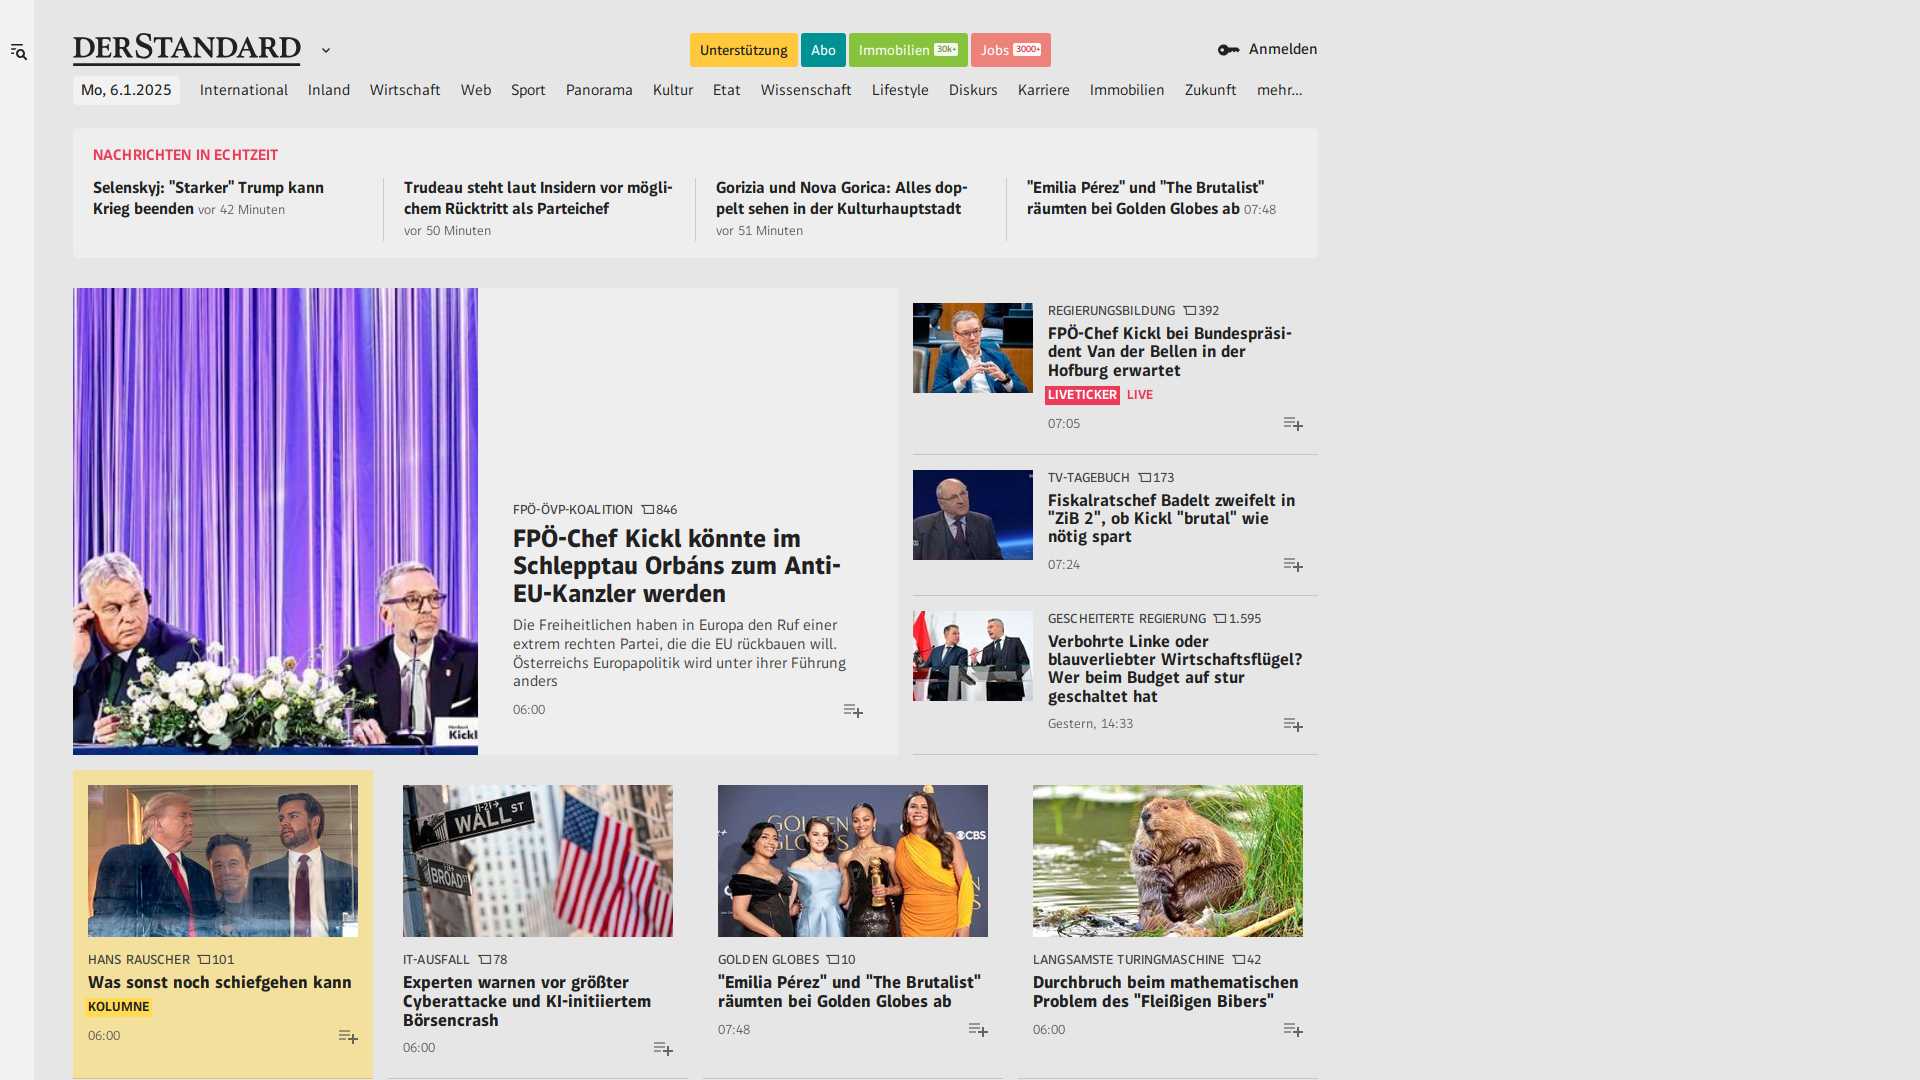 DERSTANDARD
Unterstützung
Abo
Immobilien 30k+
Jobs 3000+
Anmelden
Mo, 6.1.2025
International
Inland
Wirtschaft
Web
Sport
Panorama
Kultur
Etat
Wissenschaft
Lifestyle
Diskurs
Karriere
Immobilien
Zukunft
mehr…
NACHRICHTEN IN ECHTZEIT
Selenskyj: "Starker" Trump kann
Krieg beenden vor 42 Minuten
Trudeau steht laut Insidern vor mögli-
chem Rücktritt als Parteichef
vor 50 Minuten
Gorizia und Nova Gorica: Alles dop-
pelt sehen in der Kulturhauptstadt
vor 51 Minuten
"Emilia Pérez" und "The Brutalist"
räumten bei Golden Globes ab 07:48
Kickl
FPÖ-ÖVP-KOALITION 846
FPÖ-Chef Kickl könnte im
Schlepptau Orbáns zum Anti-
EU-Kanzler werden
Die Freiheitlichen haben in Europa den Ruf einer
extrem rechten Partei, die die EU rückbauen will.
Österreichs Europapolitik wird unter ihrer Führung
anders
06:00
REGIERUNGSBILDUNG 392
FPÖ-Chef Kickl bei Bundespräsi-
dent Van der Bellen in der
Hofburg erwartet
LIVETICKER LIVE
07:05
TV-TAGEBUCH 173
Fiskalratschef Badelt zweifelt in
"ZiB 2", ob Kickl "brutal" wie
nötig spart
07:24
GESCHEITERTE REGIERUNG 1.595
Verbohrte Linke oder
blauverliebter Wirtschaftsflügel?
Wer beim Budget auf stur
geschaltet hat
Gestern, 14:33
HANS RAUSCHER 101
Was sonst noch schiefgehen kann
KOLUMNE
06:00
11-21
WALL ST
BROAD ST
IT-AUSFALL 78
Experten warnen vor größter
Cyberattacke und KI-initiiertem
Börsencrash
06:00
GOLDEN
GLOBES
CBS
GOLDEN GLOBES 10
"Emilia Pérez" und "The Brutalist"
räumten bei Golden Globes ab
07:48
LANGSAMSTE TURINGMASCHINE 42
Durchbruch beim mathematischen
Problem des "Fleißigen Bibers"
06:00